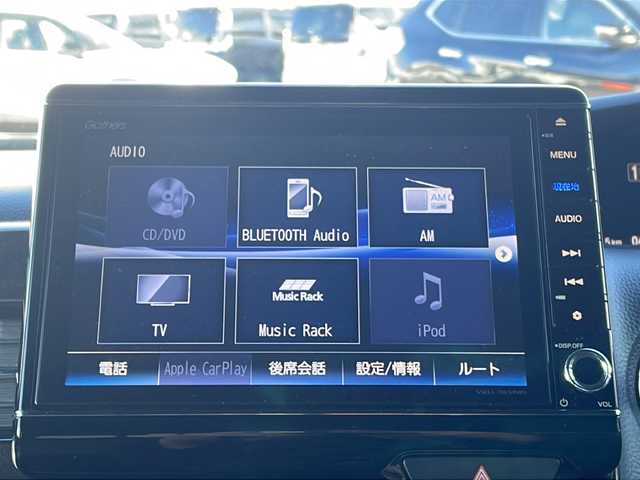 Gathers
AUDIO
CD/DVD
BLUETOOTH Audio
AM
AM
TV
Music Rack
Music Rack
iPod
電話
Apple CarPlay
後席会話
設定/情報
ルート
MENU
現在地
AUDIO
DISP OFF
VOL